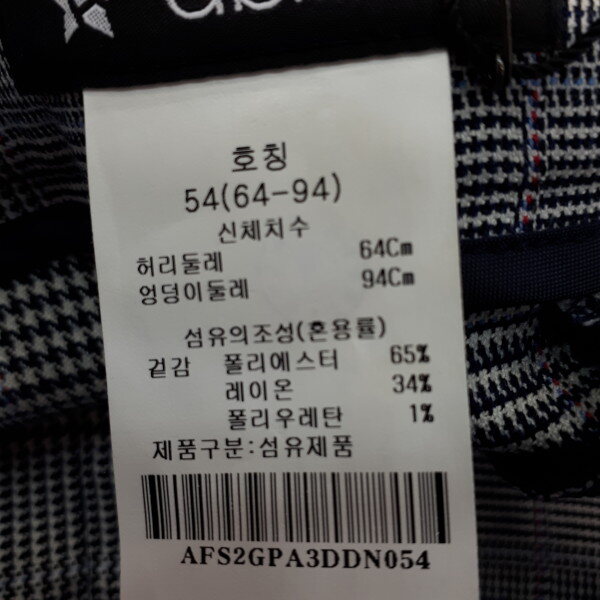 호칭
54(64-94)
신체치수
허리둘레 64Cm
엉덩이둘레 94Cm
섬유의조성(혼용률)
겉감 폴리에스터 65%
레이온 34%
폴리우레탄 1%
제품구분:섬유제품
AFS2GPA3DDN054